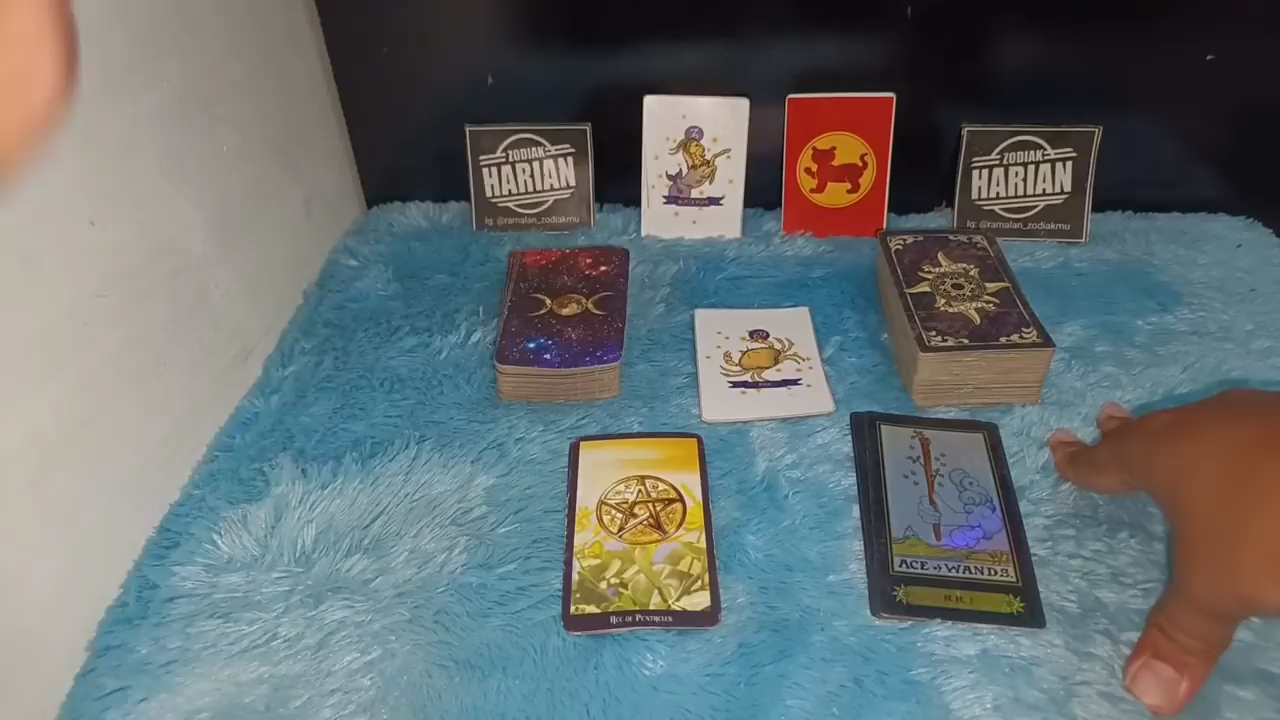 ZODIAK
HARIAN
Ig: @ramalan_zodiakmu
ZODIAK
HARIAN
Ig: @ramalan_zodiakmu
ACE of WANDS.
ACE OF PENTACLES